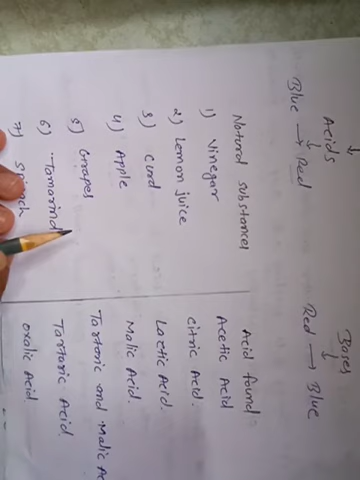 Acids Bases
↓ ↓
Blue → Red Red → Blue
Natural substances Acid found
1) Vinegar Acetic Acid
2) Lemon juice citric Acid.
3) Curd Lactic Acid.
4) Apple Malic Acid.
5) Grapes Tartaric and Malic Ac
6) Tamarind Tartaric Acid
7) Spinach Oxalic Acid.